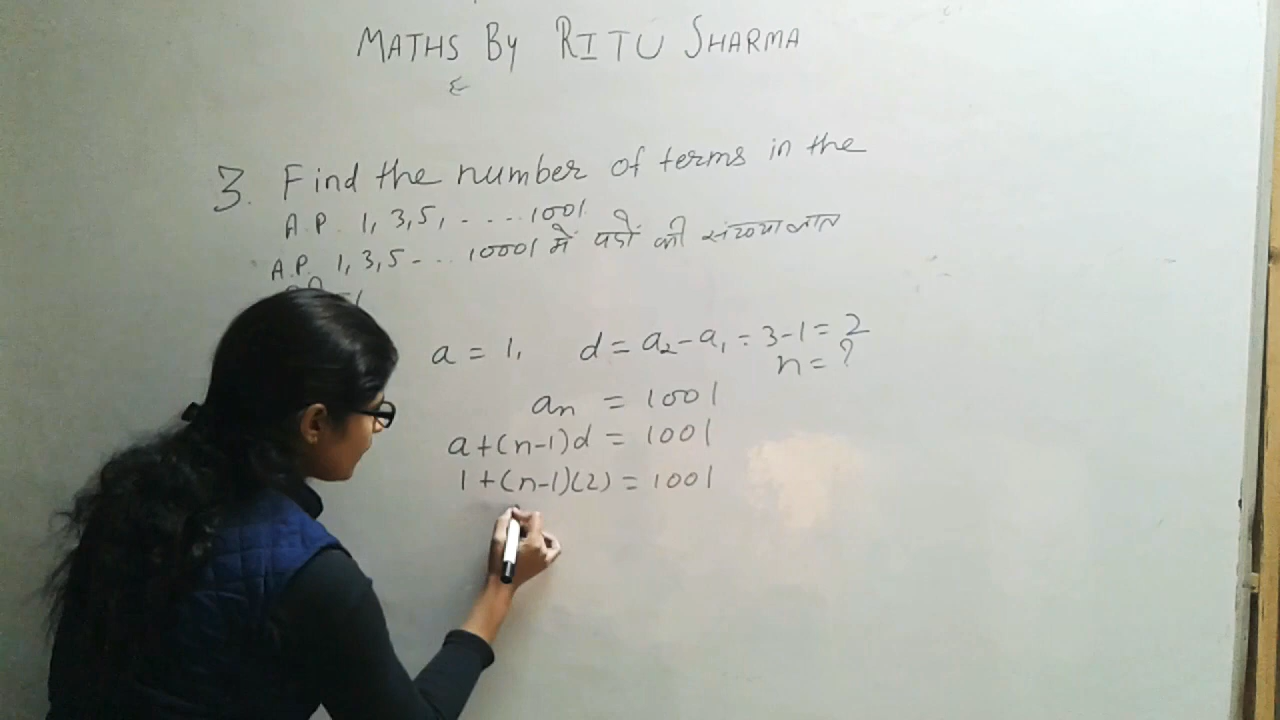 MATHS BY RITU SHARMA
3. Find the number of terms in the
A.P. 1, 3, 5, - - ... 1001.
A.P. 1, 3, 5 - - ... 10001 में पदों की संख्या ज्ञात
a = 1, d = a₂ - a₁ = 3 - 1 = 2
n = ?
aₙ = 1001
a + (n-1)d = 1001
1 + (n-1)(2) = 1001